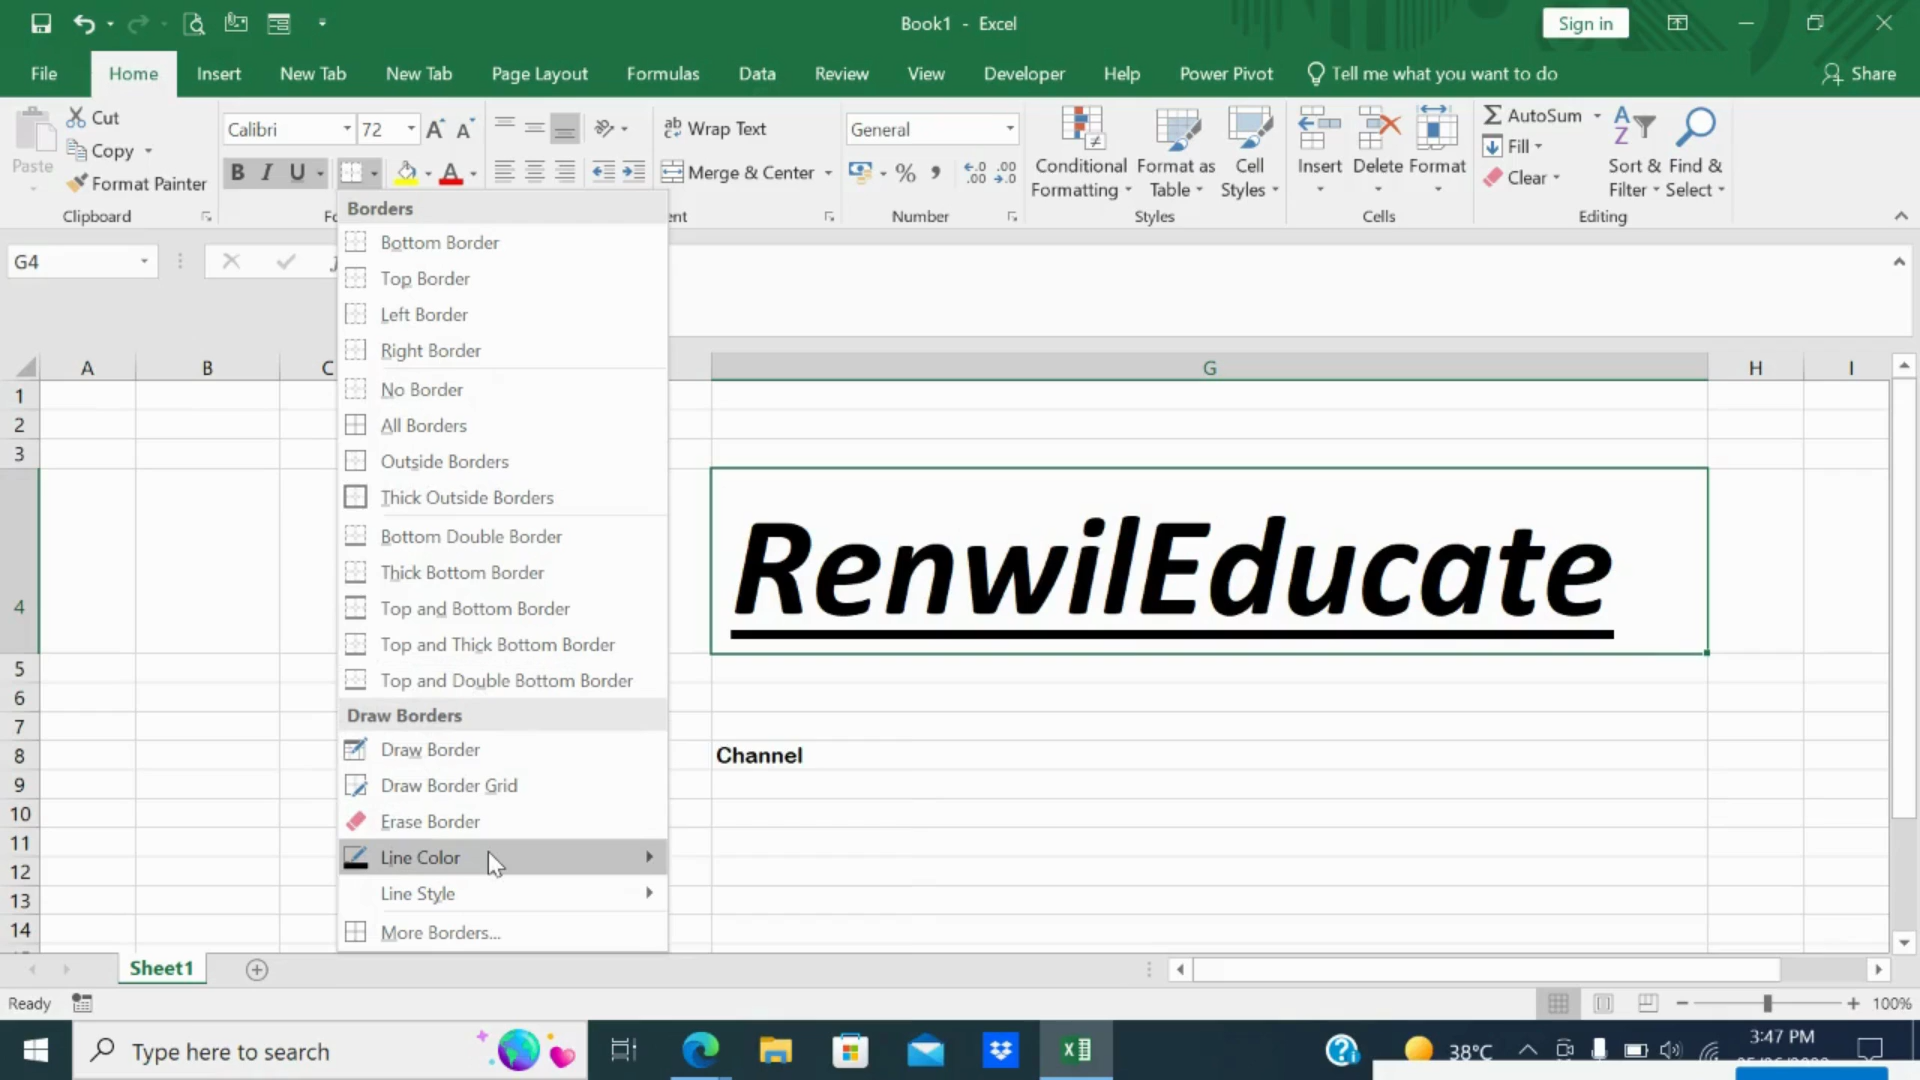 Book1 - Excel
Sign in
File Home Insert New Tab New Tab Page Layout Formulas Data Review View Developer Help Power Pivot Tell me what you want to do Share
Paste
Cut
Copy
Format Painter
Clipboard
Calibri 72
B I U
ab Wrap Text
Merge & Center
General
Number
Conditional Formatting
Format as Table
Cell Styles
Styles
Insert Delete Format
Cells
AutoSum
Fill
Clear
Sort & Filter
Find & Select
Editing
G4
Borders
Bottom Border
Top Border
Left Border
Right Border
No Border
All Borders
Outside Borders
Thick Outside Borders
Bottom Double Border
Thick Bottom Border
Top and Bottom Border
Top and Thick Bottom Border
Top and Double Bottom Border
Draw Borders
Draw Border
Draw Border Grid
Erase Border
Line Color
Line Style
More Borders...
A B C G H I
1
2
3
4
5
6
7
8
9
10
11
12
13
14
RenwilEducate
Channel
Sheet1
Ready
100%
Type here to search
38°C
3:47 PM